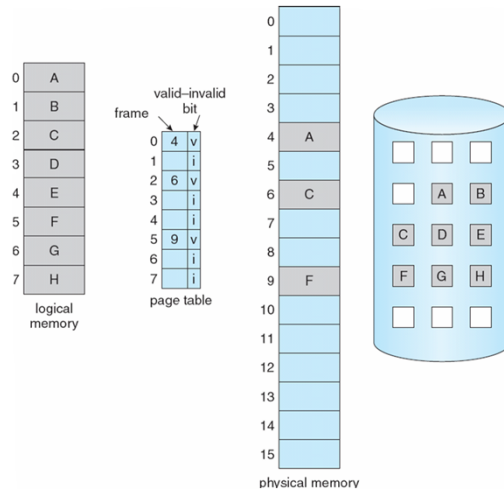 0 A
1 B
2 C
3 D
4 E
5 F
6 G
7 H
logical
memory
valid–invalid
bit
frame
0 4 v
1 i
2 6 v
3 i
4 i
5 9 v
6 i
7 i
page table
0
1
2
3
4 A
5
6 C
7
8
9 F
10
11
12
13
14
15
physical memory
A B
C D E
F G H